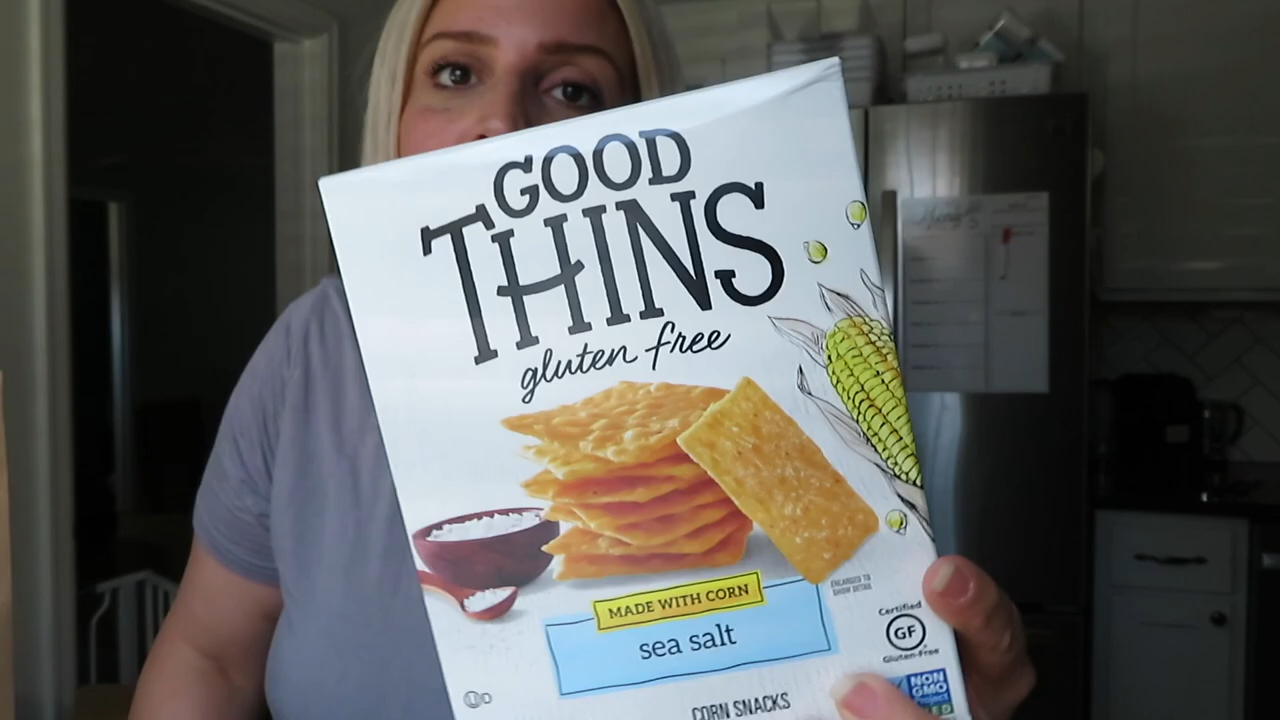 GOOD
THINS
gluten free
MADE WITH CORN
sea salt
ENLARGED TO
SHOW DETAIL
Certified
GF
Gluten-Free
U D
NON
GMO
Project
CORN SNACKS